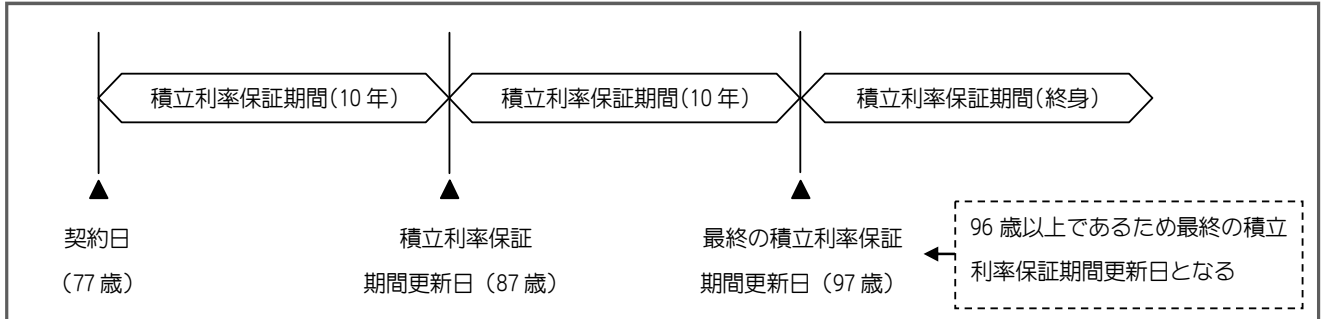 積立利率保証期間(10年)
積立利率保証期間(10年)
積立利率保証期間(終身)
契約日
(77歳)
積立利率保証
期間更新日(87歳)
最終の積立利率保証
期間更新日(97歳)
96歳以上であるため最終の積立
利率保証期間更新日となる